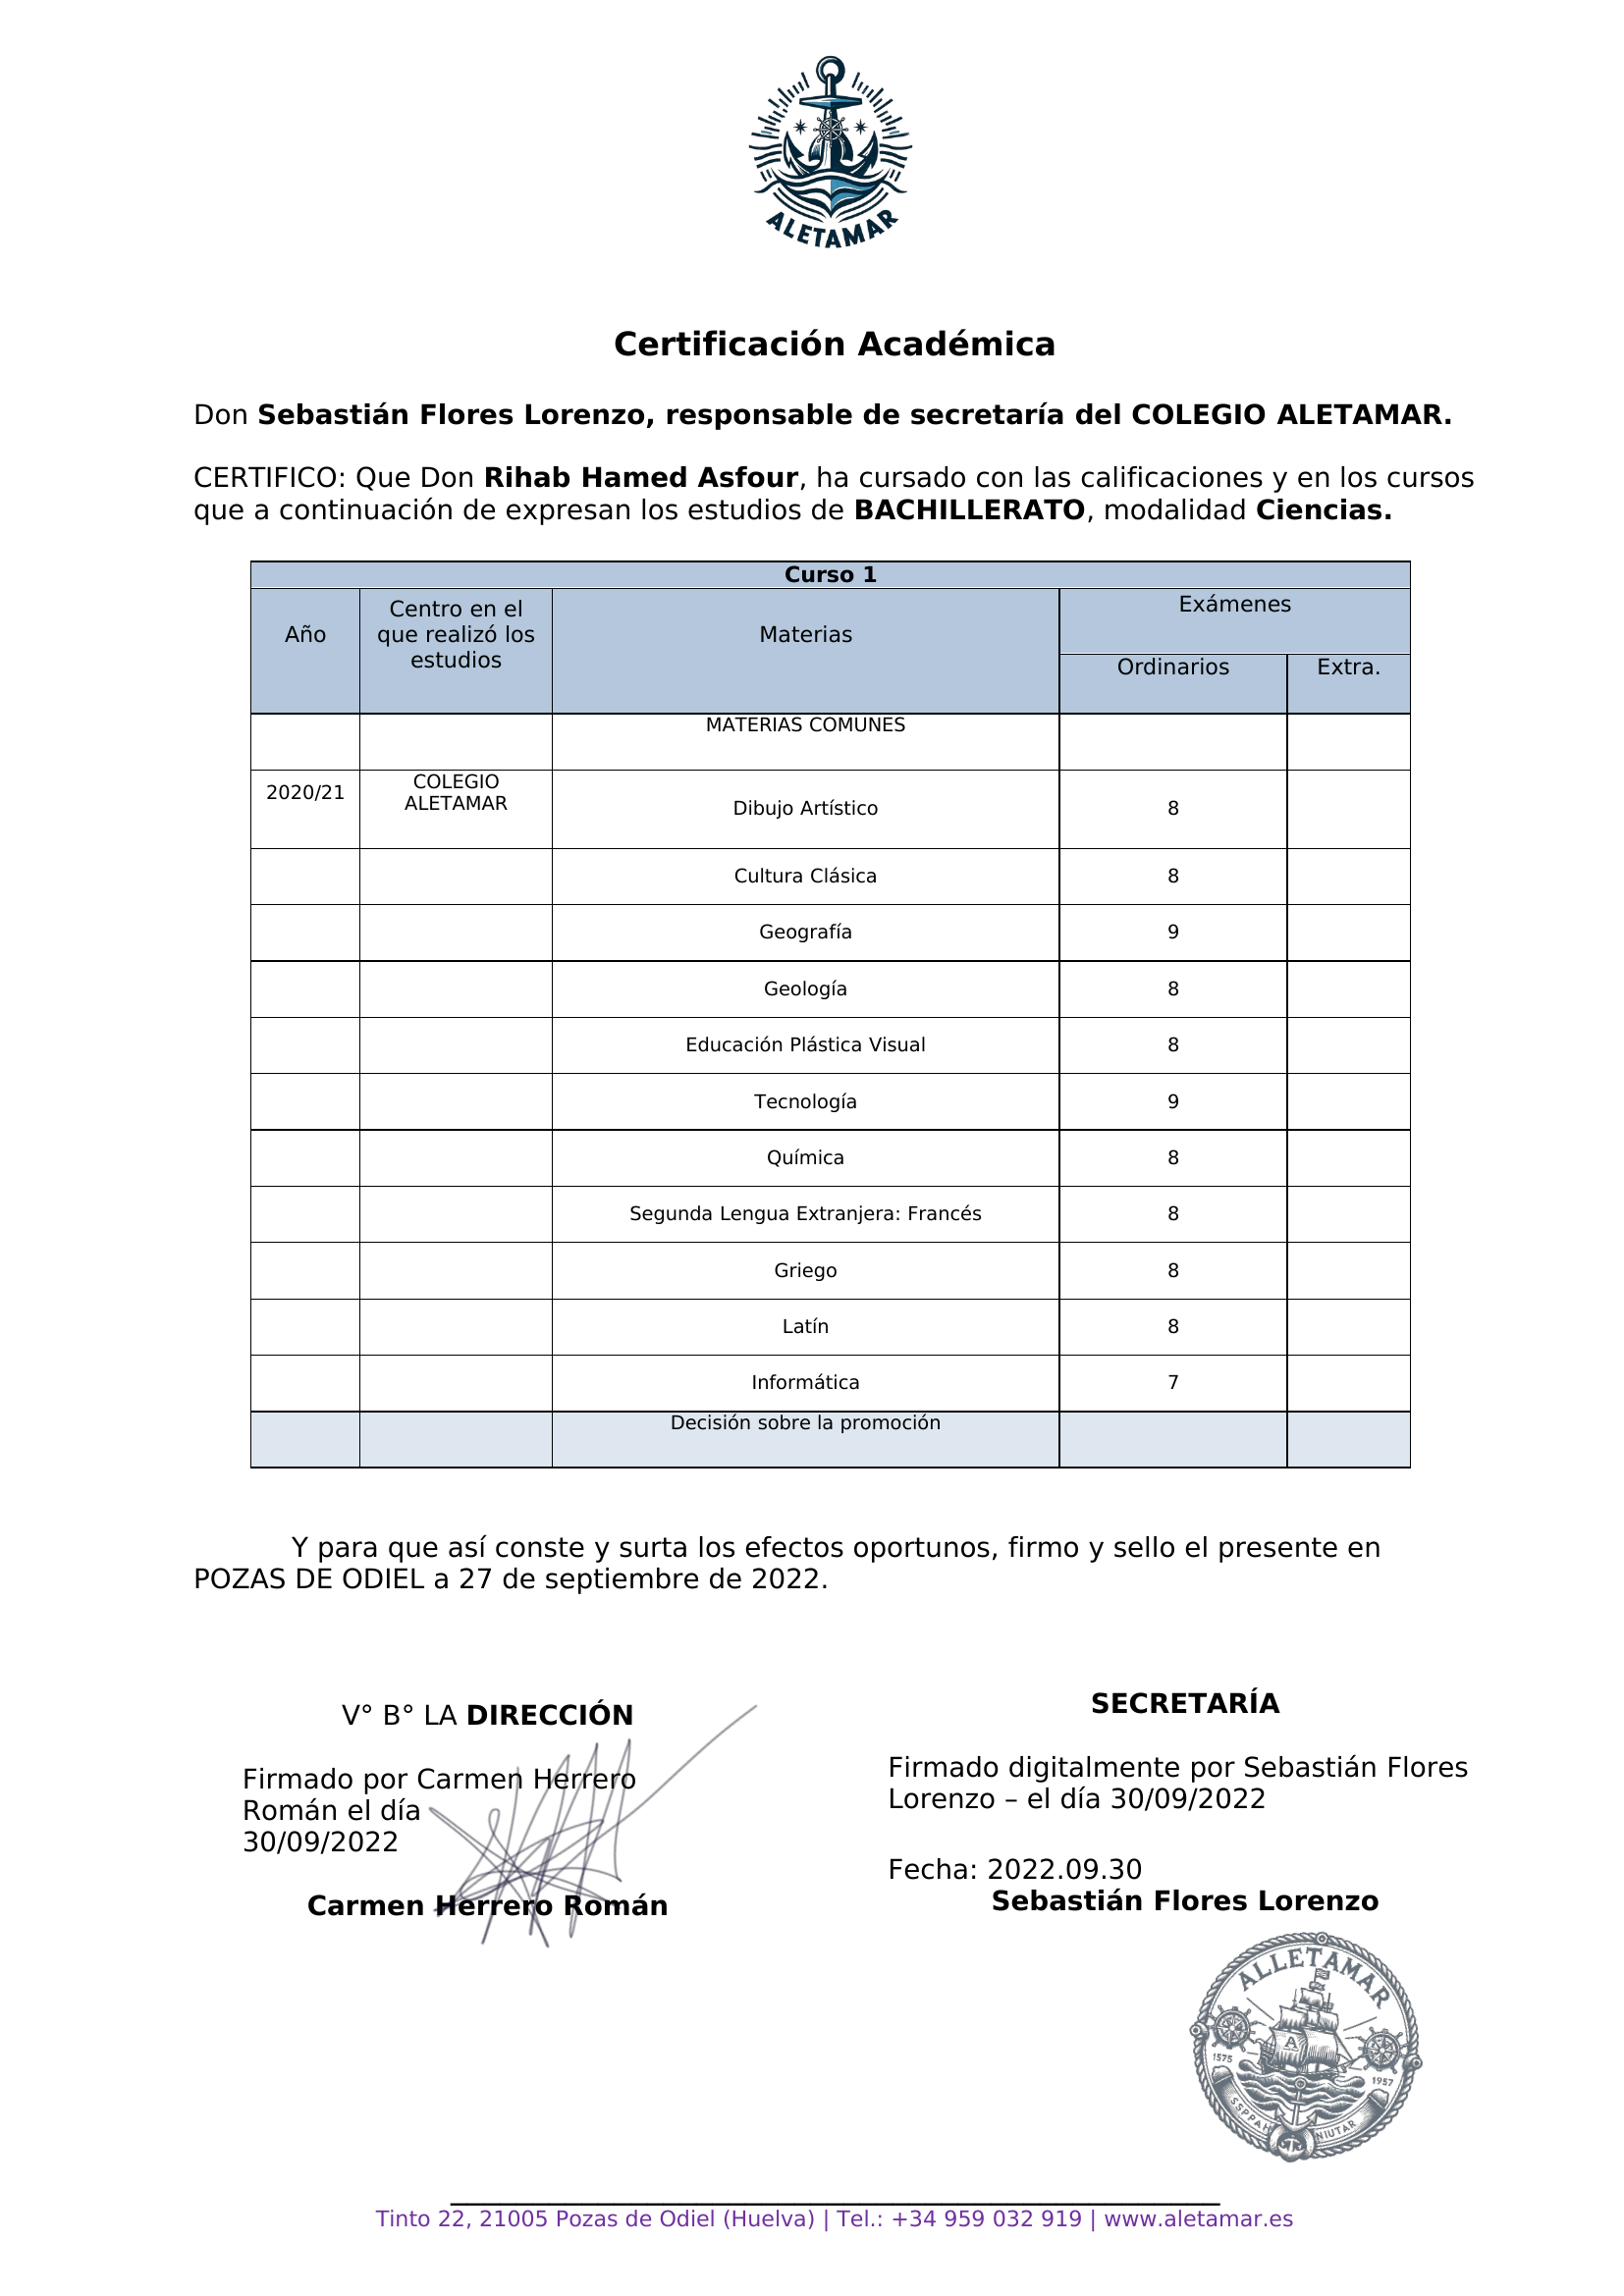 ALETAMAR
Certificación Académica
Don Sebastián Flores Lorenzo, responsable de secretaría del COLEGIO ALETAMAR.
CERTIFICO: Que Don Rihab Hamed Asfour, ha cursado con las calificaciones y en los cursos
que a continuación de expresan los estudios de BACHILLERATO, modalidad Ciencias.
Curso 1
Año
Centro en el
que realizó los
estudios
Materias
Exámenes
Ordinarios
Extra.
MATERIAS COMUNES
2020/21
COLEGIO
ALETAMAR
Dibujo Artístico 8
Cultura Clásica 8
Geografía 9
Geología 8
Educación Plástica Visual 8
Tecnología 9
Química 8
Segunda Lengua Extranjera: Francés 8
Griego 8
Latín 8
Informática 7
Decisión sobre la promoción
Y para que así conste y surta los efectos oportunos, firmo y sello el presente en
POZAS DE ODIEL a 27 de septiembre de 2022.
V° B° LA DIRECCIÓN
Firmado por Carmen Herrero
Román el día
30/09/2022
Carmen Herrero Román
SECRETARÍA
Firmado digitalmente por Sebastián Flores
Lorenzo – el día 30/09/2022
Fecha: 2022.09.30
Sebastián Flores Lorenzo
ALLETAMAR
A
1575
1957
SSPPAH
NIUTAR
Tinto 22, 21005 Pozas de Odiel (Huelva) | Tel.: +34 959 032 919 | www.aletamar.es